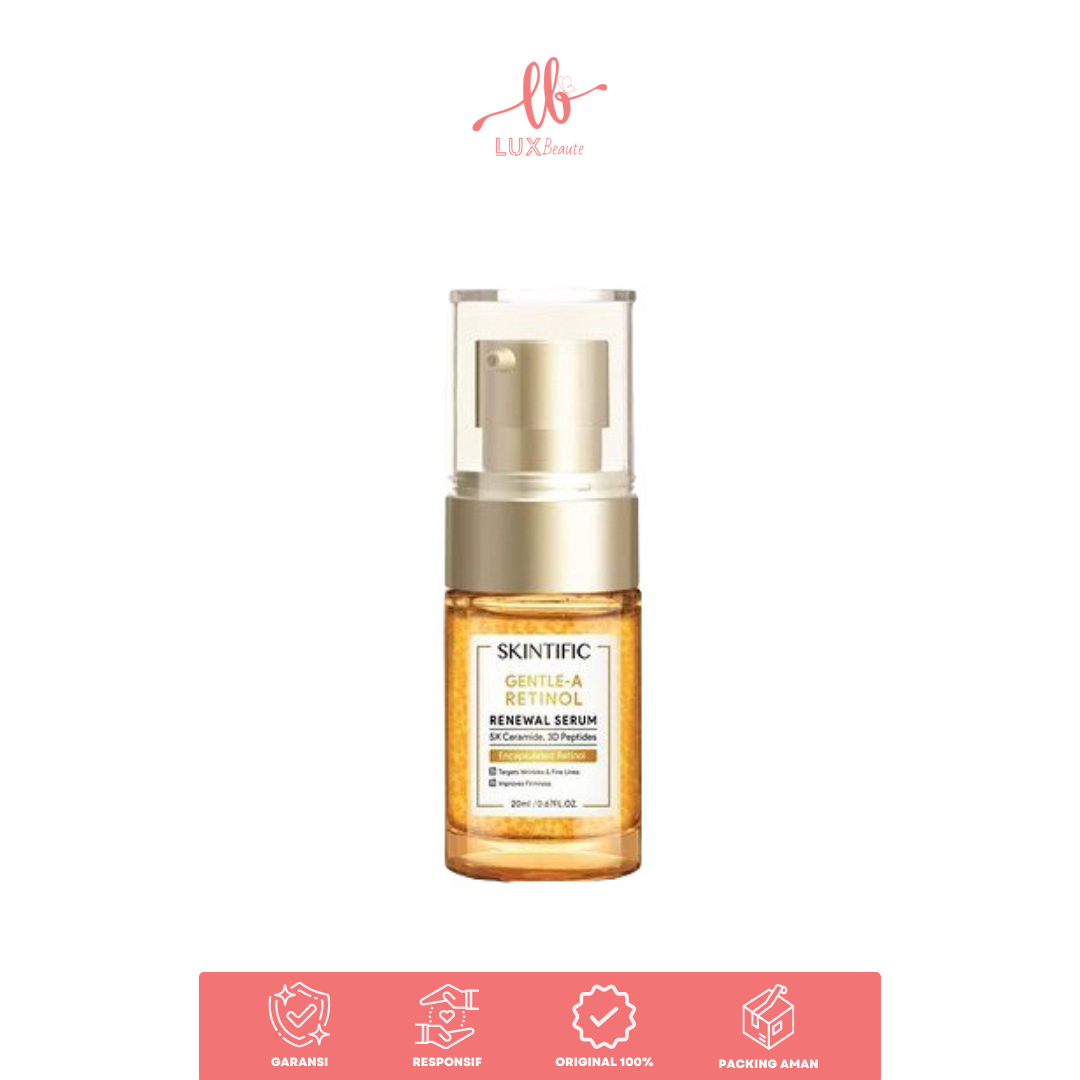 lb
LUX Beaute
SKINTIFIC
GENTLE-A
RETINOL
RENEWAL SERUM
5X Ceramide, 3D Peptides
Encapsulated Retinol
Targets Wrinkles & Fine Lines
Improves Firmness
20ml / 0.67FL.OZ.
GARANSI
RESPONSIF
ORIGINAL 100%
PACKING AMAN